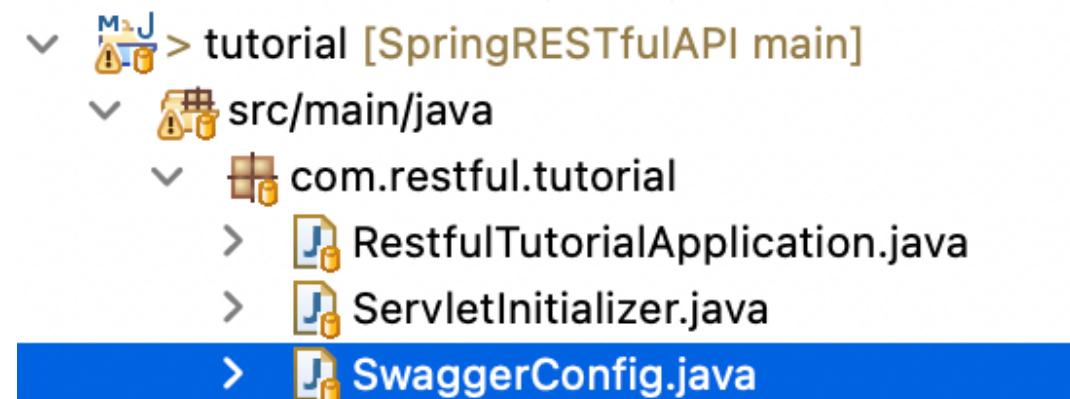 > tutorial [SpringRESTfulAPI main]
src/main/java
com.restful.tutorial
RestfulTutorialApplication.java
ServletInitializer.java
SwaggerConfig.java